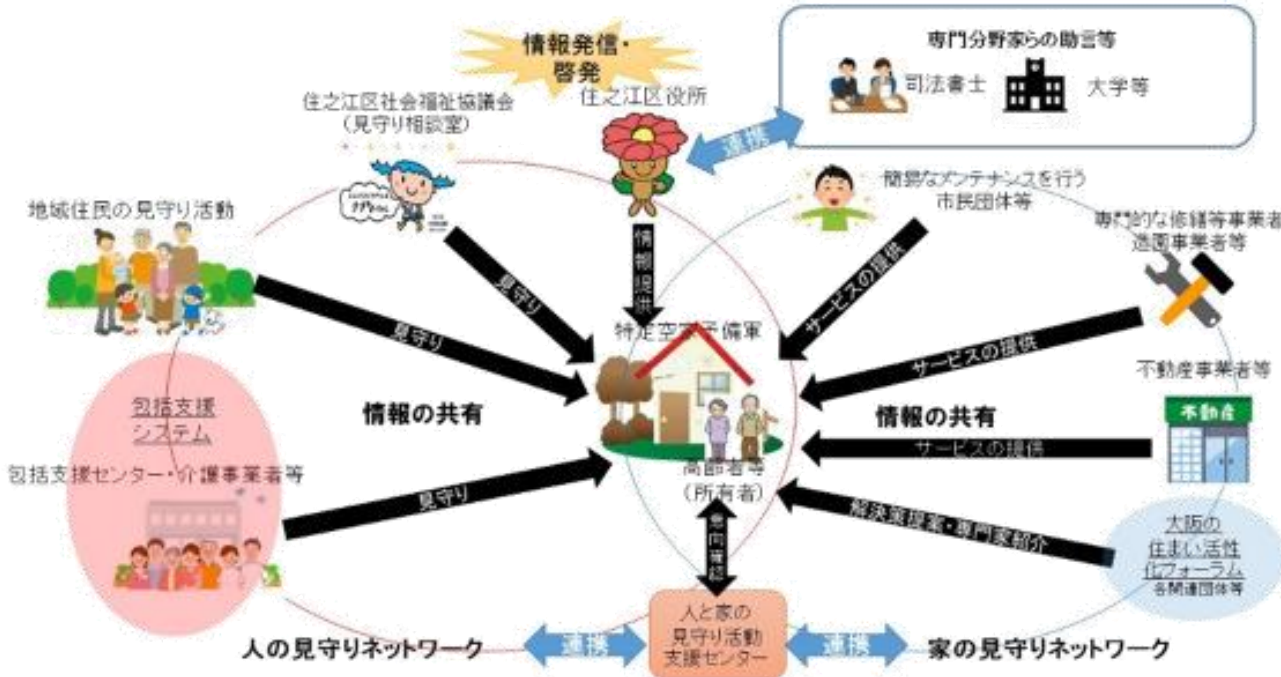 情報発信・
啓発
住之江区役所
専門分野家らの助言等
司法書士
大学等
連携
住之江区社会福祉協議会
(見守り相談室)
地域住民の見守り活動
簡易なメンテナンスを行う
市民団体等
専門的な修繕等事業者
造園事業者等
見守り
見守り
情報提供
サービスの提供
サービスの提供
特定空家予備軍
不動産事業者等
不動産
包括支援
システム
包括支援センター・介護事業者等
情報の共有
情報の共有
サービスの提供
高齢者等
(所有者)
見守り
意向確認
解決策提案・専門家紹介
大阪の
住まい活性
化フォーラム
各関連団体等
人と家の
見守り活動
支援センター
人の見守りネットワーク
連携
連携
家の見守りネットワーク